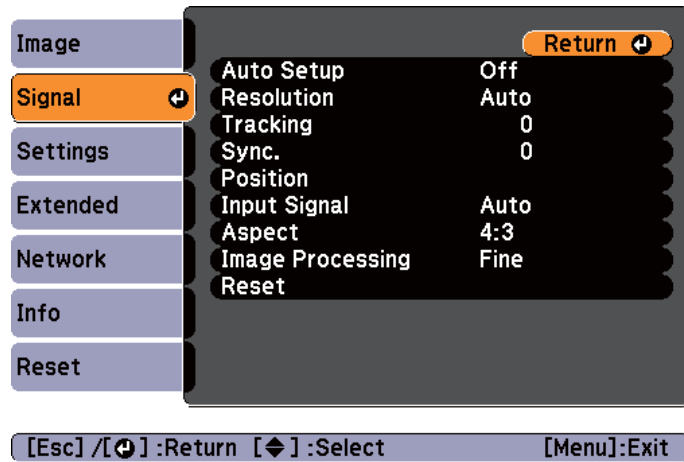 Image
Signal
Settings
Extended
Network
Info
Reset
Return
Auto Setup Off
Resolution Auto
Tracking 0
Sync. 0
Position
Input Signal Auto
Aspect 4:3
Image Processing Fine
Reset
[Esc] /[⏎] :Return [◆] :Select [Menu]:Exit